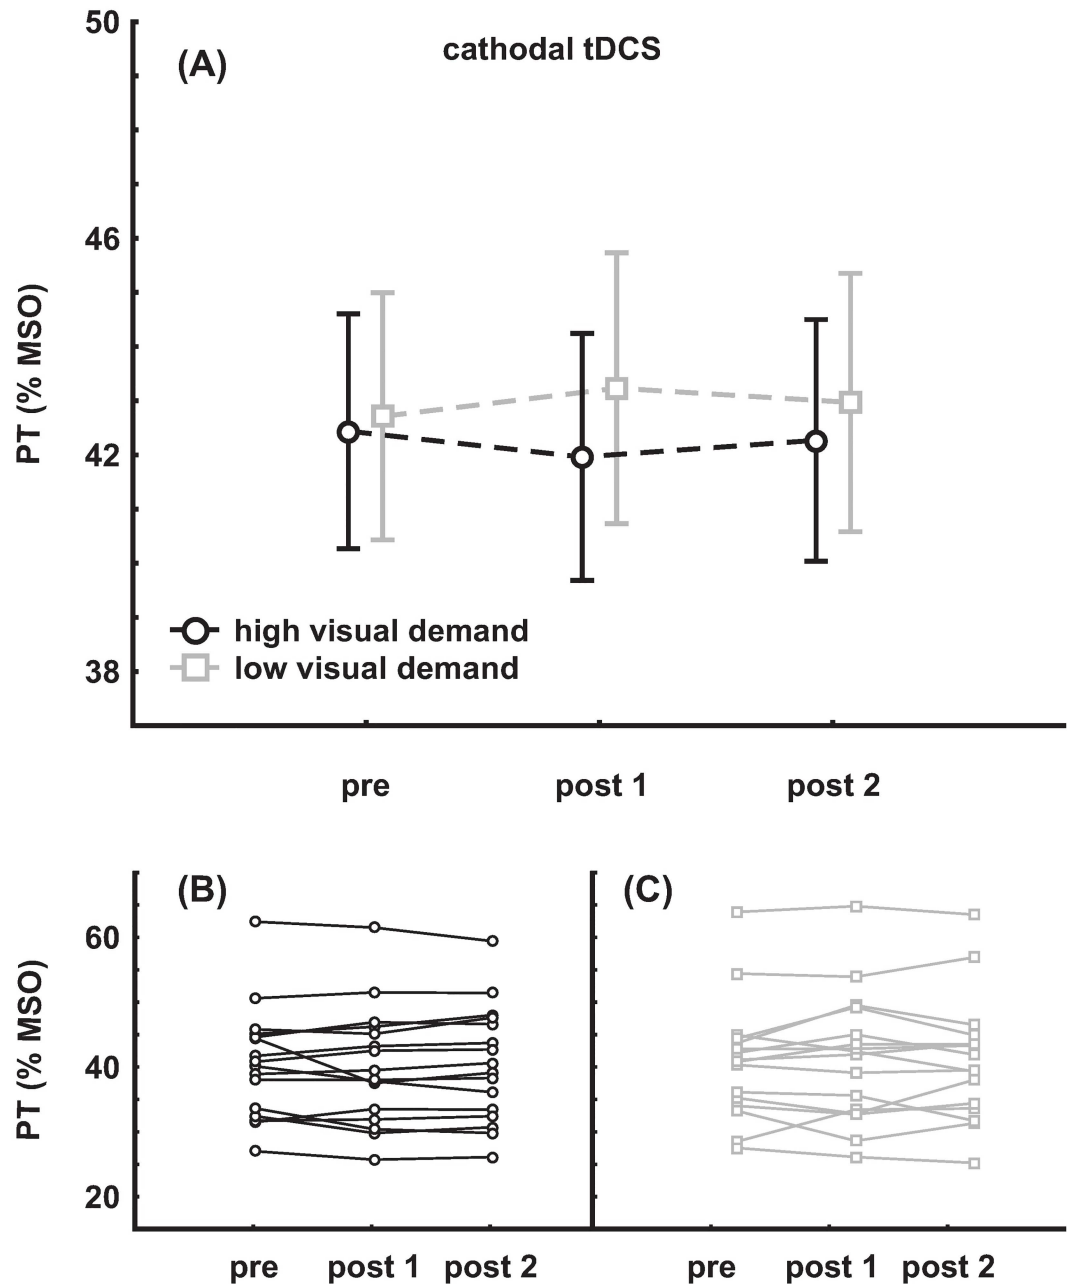 50
(A)
cathodal tDCS
46
42
38
PT (% MSO)
high visual demand
low visual demand
pre
post 1
post 2
(B)
(C)
60
40
20
PT (% MSO)
pre
post 1
post 2
pre
post 1
post 2